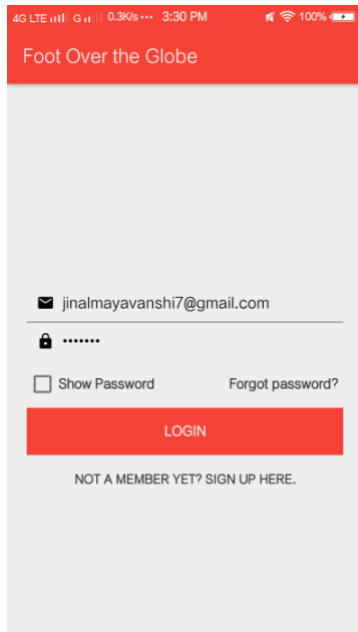 4G LTE G 0.3K/s ... 3:30 PM 100%
Foot Over the Globe
jinalmayavanshi7@gmail.com
•••••••
Show Password Forgot password?
LOGIN
NOT A MEMBER YET? SIGN UP HERE.